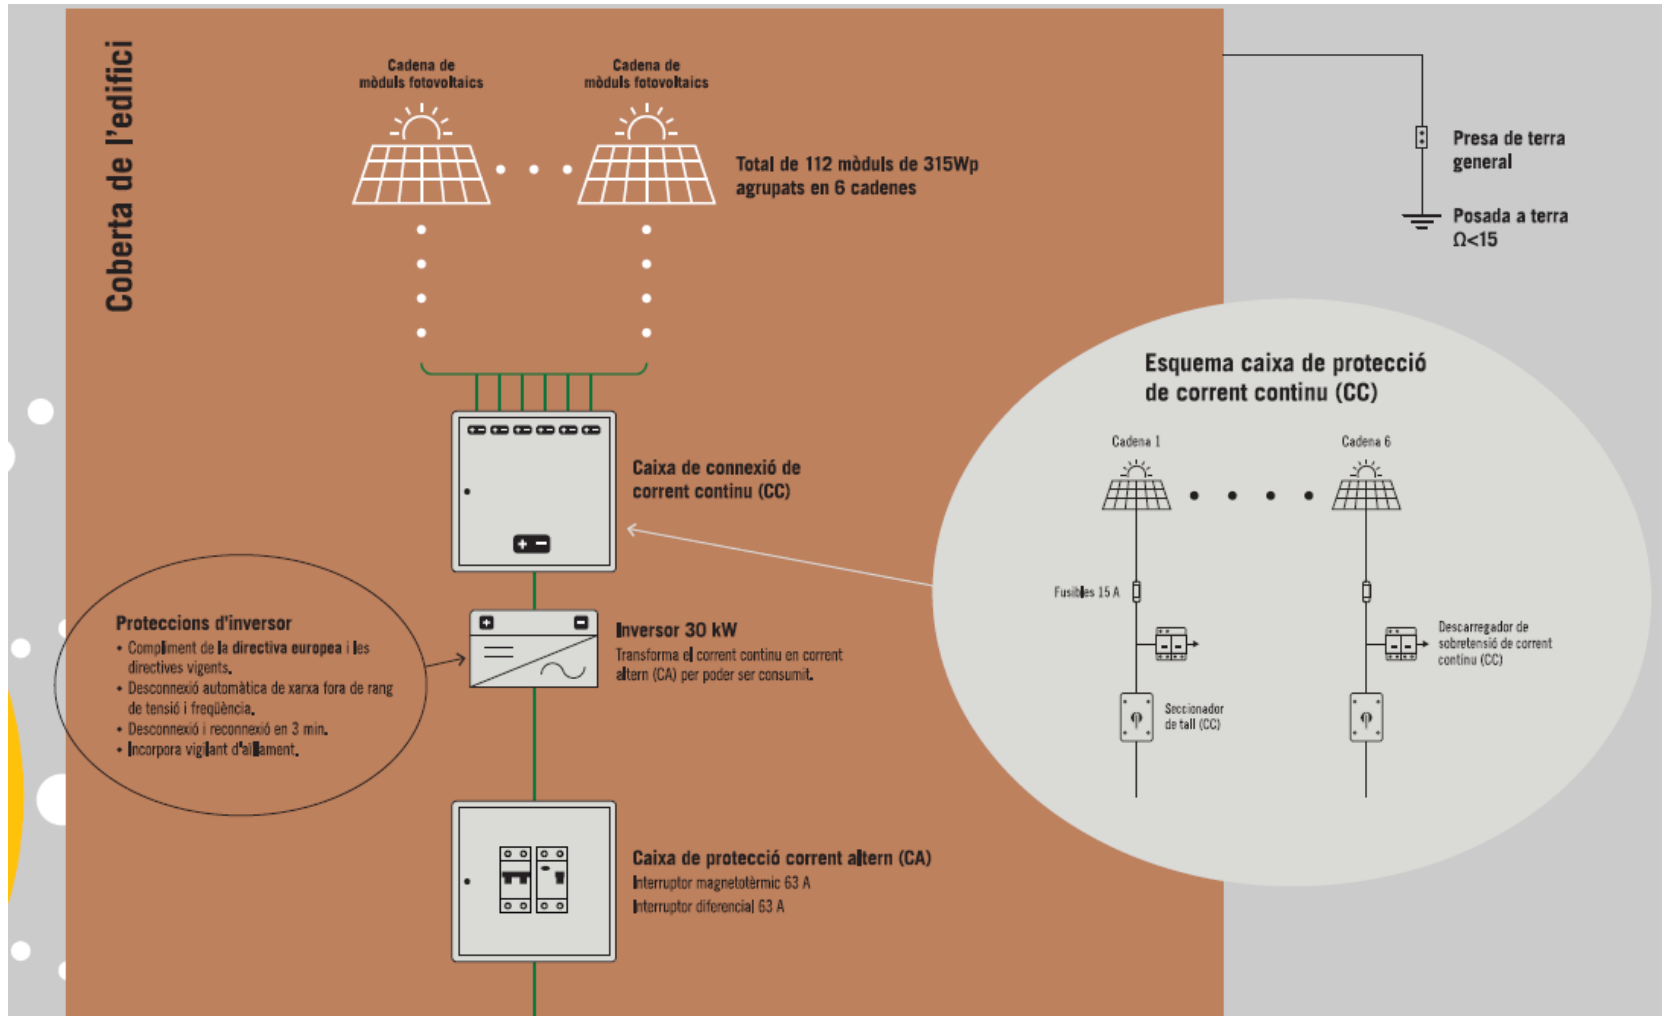 Coberta de l'edifici
Cadena de
mòduls fotovoltaics
Cadena de
mòduls fotovoltaics
Total de 112 mòduls de 315Wp
agrupats en 6 cadenes
Presa de terra
general
Posada a terra
Ω<15
Caixa de connexió de
corrent continu (CC)
+ -
Esquema caixa de protecció
de corrent continu (CC)
Cadena 1
Cadena 6
Fusibles 15 A
Descarregador de
sobretensió de corrent
continu (CC)
Seccionador
de tall (CC)
Proteccions d'inversor
• Compliment de la directiva europea i les
directives vigents.
• Desconnexió automàtica de xarxa fora de rang
de tensió i freqüència.
• Desconnexió i reconnexió en 3 min.
• Incorpora vigilant d'aïllament.
+ -
Inversor 30 kW
Transforma el corrent continu en corrent
altern (CA) per poder ser consumit.
Caixa de protecció corrent altern (CA)
Interruptor magnetotèrmic 63 A
Interruptor diferencial 63 A